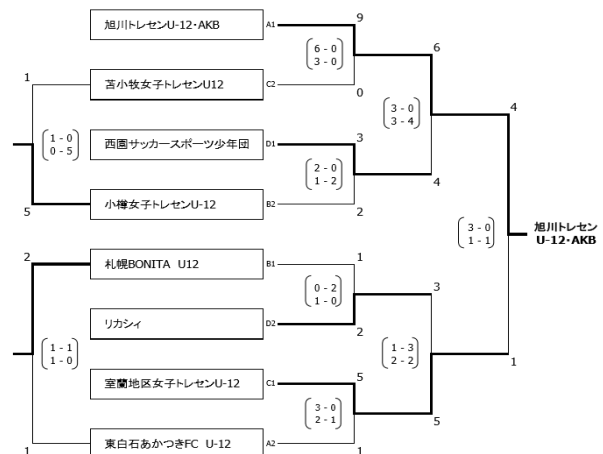 旭川トレセンU-12・AKB
A1
9
6 - 0
3 - 0
6
1
苫小牧女子トレセンU12
C2
0
3 - 0
3 - 4
4
1 - 0
0 - 5
西園サッカースポーツ少年団
D1
3
2 - 0
1 - 2
4
5
小樽女子トレセンU-12
B2
2
3 - 0
1 - 1
旭川トレセン
U-12・AKB
2
札幌BONITA U12
B1
1
0 - 2
1 - 0
3
リカシィ
D2
2
1 - 1
1 - 0
1 - 3
2 - 2
1
室蘭地区女子トレセンU-12
C1
5
3 - 0
2 - 1
5
1
東白石あかつきFC U-12
A2
1